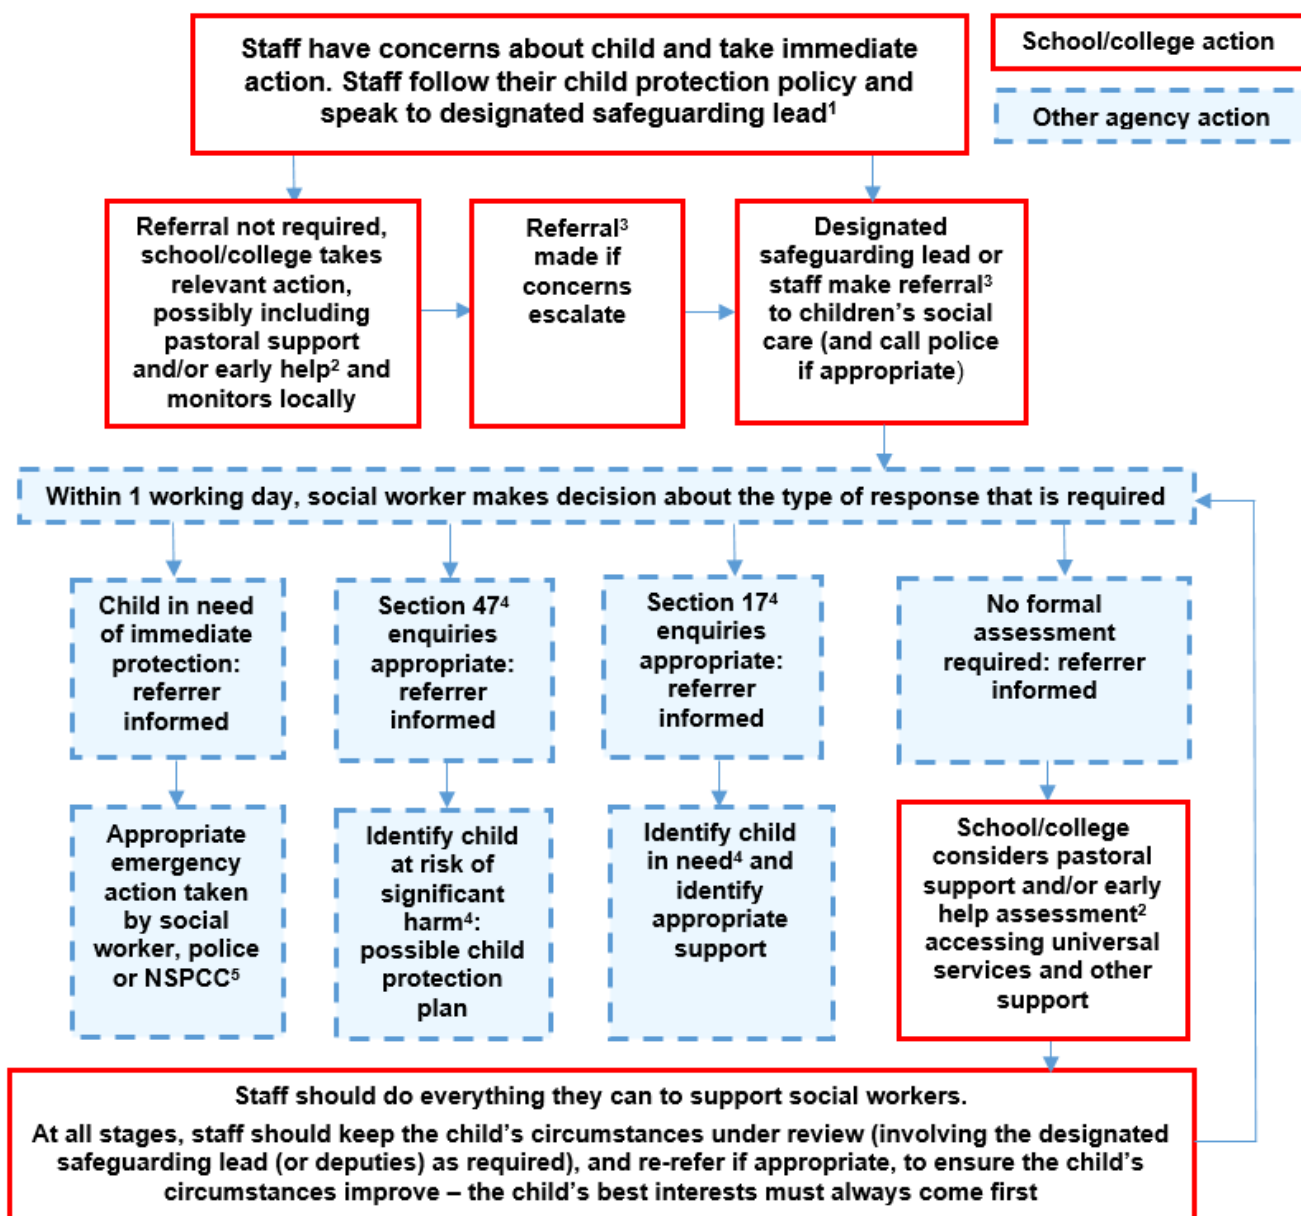 Staff have concerns about child and take immediate
action. Staff follow their child protection policy and
speak to designated safeguarding lead¹
School/college action
Other agency action
Referral not required,
school/college takes
relevant action,
possibly including
pastoral support
and/or early help² and
monitors locally
Referral³
made if
concerns
escalate
Designated
safeguarding lead or
staff make referral³
to children’s social
care (and call police
if appropriate)
Within 1 working day, social worker makes decision about the type of response that is required
Child in need
of immediate
protection:
referrer
informed
Section 47⁴
enquiries
appropriate:
referrer
informed
Section 17⁴
enquiries
appropriate:
referrer
informed
No formal
assessment
required: referrer
informed
Appropriate
emergency
action taken
by social
worker, police
or NSPCC⁵
Identify child
at risk of
significant
harm⁴:
possible child
protection
plan
Identify child
in need⁴ and
identify
appropriate
support
School/college
considers pastoral
support and/or early
help assessment²
accessing universal
services and other
support
Staff should do everything they can to support social workers.
At all stages, staff should keep the child’s circumstances under review (involving the designated
safeguarding lead (or deputies) as required), and re-refer if appropriate, to ensure the child’s
circumstances improve – the child’s best interests must always come first